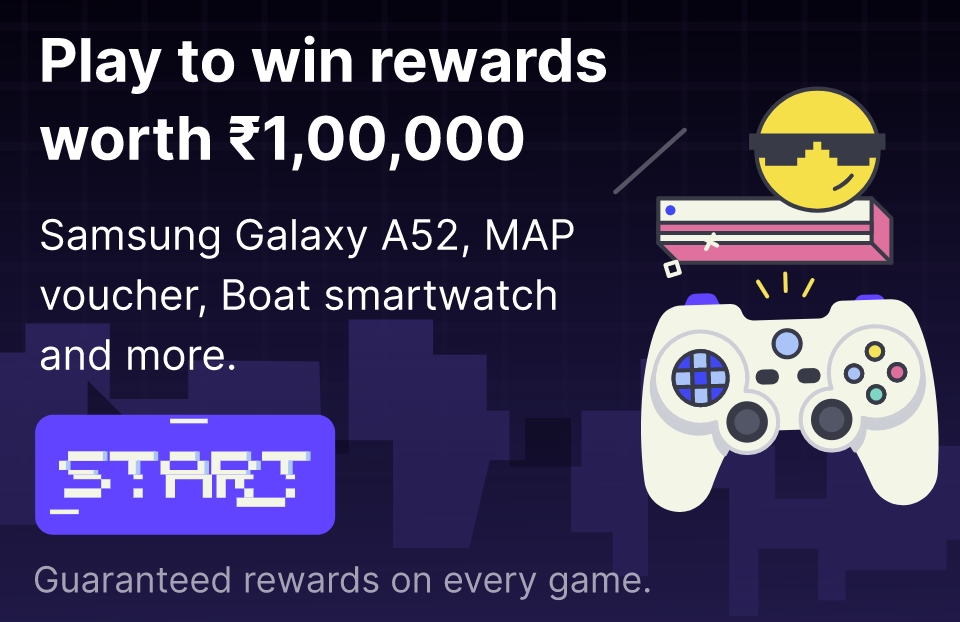 Play to win rewards
worth ₹1,00,000
Samsung Galaxy A52, MAP
voucher, Boat smartwatch
and more.
START
Guaranteed rewards on every game.